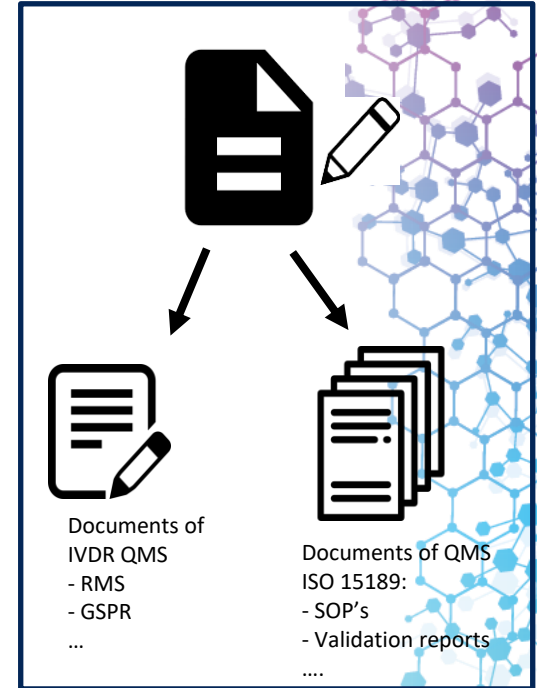 Documents of
IVDR QMS
- RMS
- GSPR
...
Documents of QMS
ISO 15189:
- SOP's
- Validation reports
....